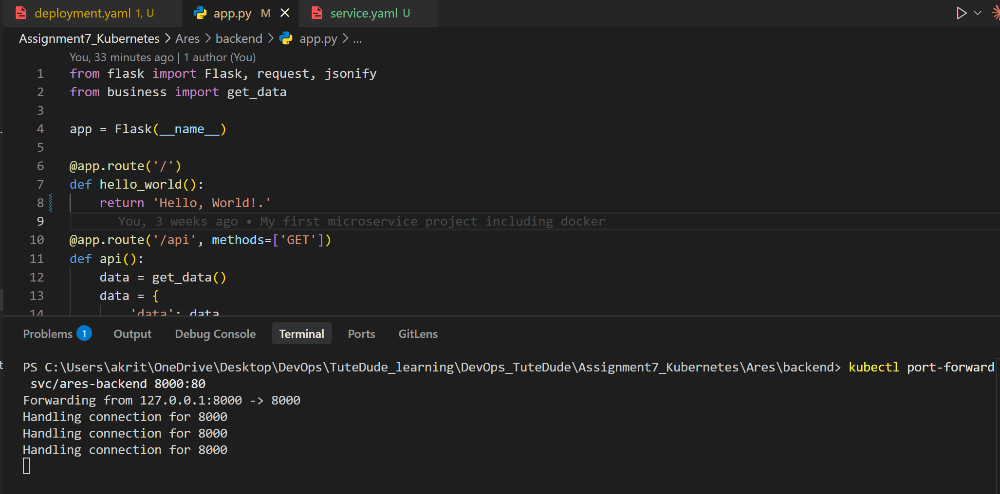 deployment.yaml 1, U app.py M service.yaml U
Assignment7_Kubernetes > Ares > backend > app.py > ...
You, 33 minutes ago | 1 author (You)
1 from flask import Flask, request, jsonify
2 from business import get_data
3
4 app = Flask(__name__)
5
6 @app.route('/')
7 def hello_world():
8     return 'Hello, World!.'
9 You, 3 weeks ago • My first microservice project including docker
10 @app.route('/api', methods=['GET'])
11 def api():
12     data = get_data()
13     data = {
14         'data': data
Problems 1 Output Debug Console Terminal Ports GitLens
PS C:\Users\akrit\OneDrive\Desktop\DevOps\TuteDude_learning\DevOps_TuteDude\Assignment7_Kubernetes\Ares\backend> kubectl port-forward
svc/ares-backend 8000:80
Forwarding from 127.0.0.1:8000 -> 8000
Handling connection for 8000
Handling connection for 8000
Handling connection for 8000